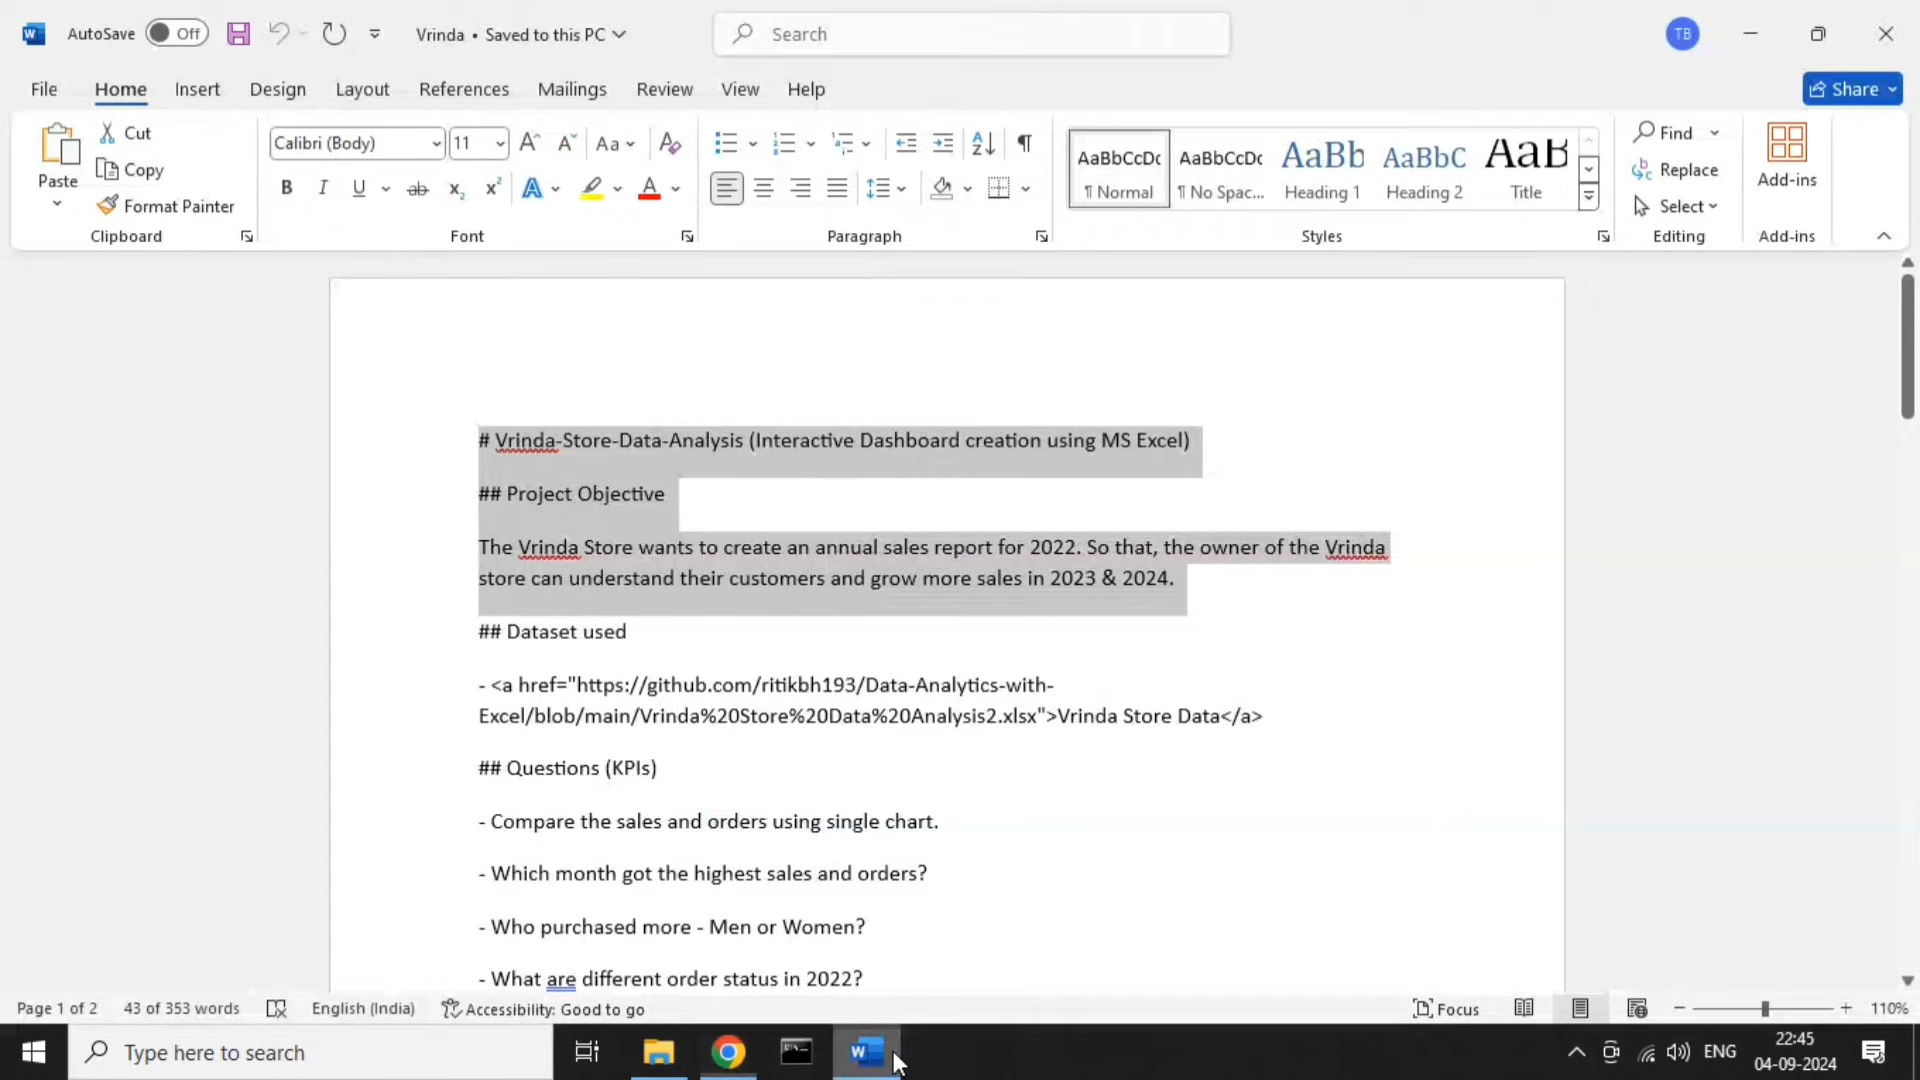 AutoSave Off Vrinda • Saved to this PC Search TB
File Home Insert Design Layout References Mailings Review View Help Share
Paste Cut Copy Format Painter Clipboard
Calibri (Body) 11 Aa
B I U ab x₂ x² A A Font
Paragraph
AaBbCcDc ¶ Normal
AaBbCcDc ¶ No Spac...
AaBb Heading 1
AaBbC Heading 2
AaB Title
Styles
Find
Replace
Select
Editing
Add-ins
Add-ins
# Vrinda-Store-Data-Analysis (Interactive Dashboard creation using MS Excel)
## Project Objective
The Vrinda Store wants to create an annual sales report for 2022. So that, the owner of the Vrinda
store can understand their customers and grow more sales in 2023 & 2024.
## Dataset used
- <a href="https://github.com/ritikbh193/Data-Analytics-with-
Excel/blob/main/Vrinda%20Store%20Data%20Analysis2.xlsx">Vrinda Store Data</a>
## Questions (KPIs)
- Compare the sales and orders using single chart.
- Which month got the highest sales and orders?
- Who purchased more - Men or Women?
- What are different order status in 2022?
Page 1 of 2 43 of 353 words English (India) Accessibility: Good to go Focus 110%
Type here to search ENG 22:45
04-09-2024